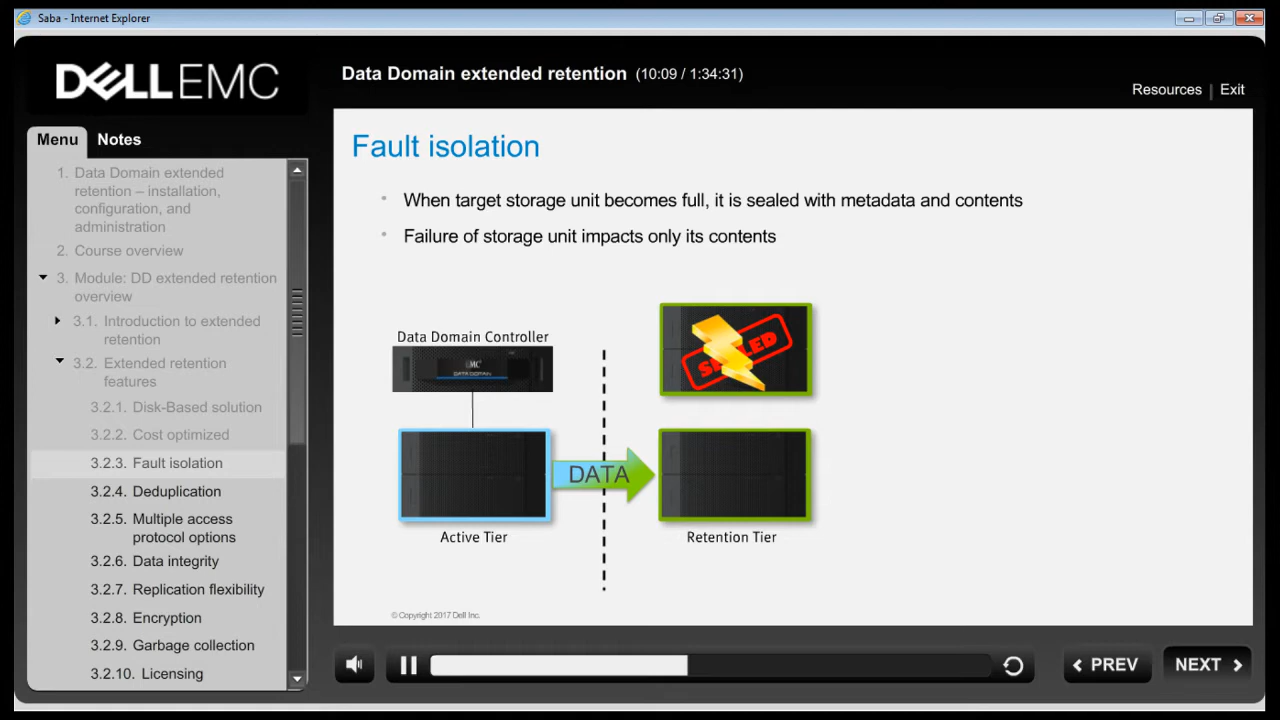 Saba - Internet Explorer
DELLEMC
Data Domain extended retention (10:09 / 1:34:31)
Resources | Exit
Menu
Notes
1. Data Domain extended
retention – installation,
configuration, and
administration
2. Course overview
3. Module: DD extended retention
overview
3.1. Introduction to extended
retention
3.2. Extended retention
features
3.2.1. Disk-Based solution
3.2.2. Cost optimized
3.2.3. Fault isolation
3.2.4. Deduplication
3.2.5. Multiple access
protocol options
3.2.6. Data integrity
3.2.7. Replication flexibility
3.2.8. Encryption
3.2.9. Garbage collection
3.2.10. Licensing
Fault isolation
• When target storage unit becomes full, it is sealed with metadata and contents
• Failure of storage unit impacts only its contents
Data Domain Controller
EMC
DATA DOMAIN
DATA
Active Tier
Retention Tier
© Copyright 2017 Dell Inc.
PREV
NEXT